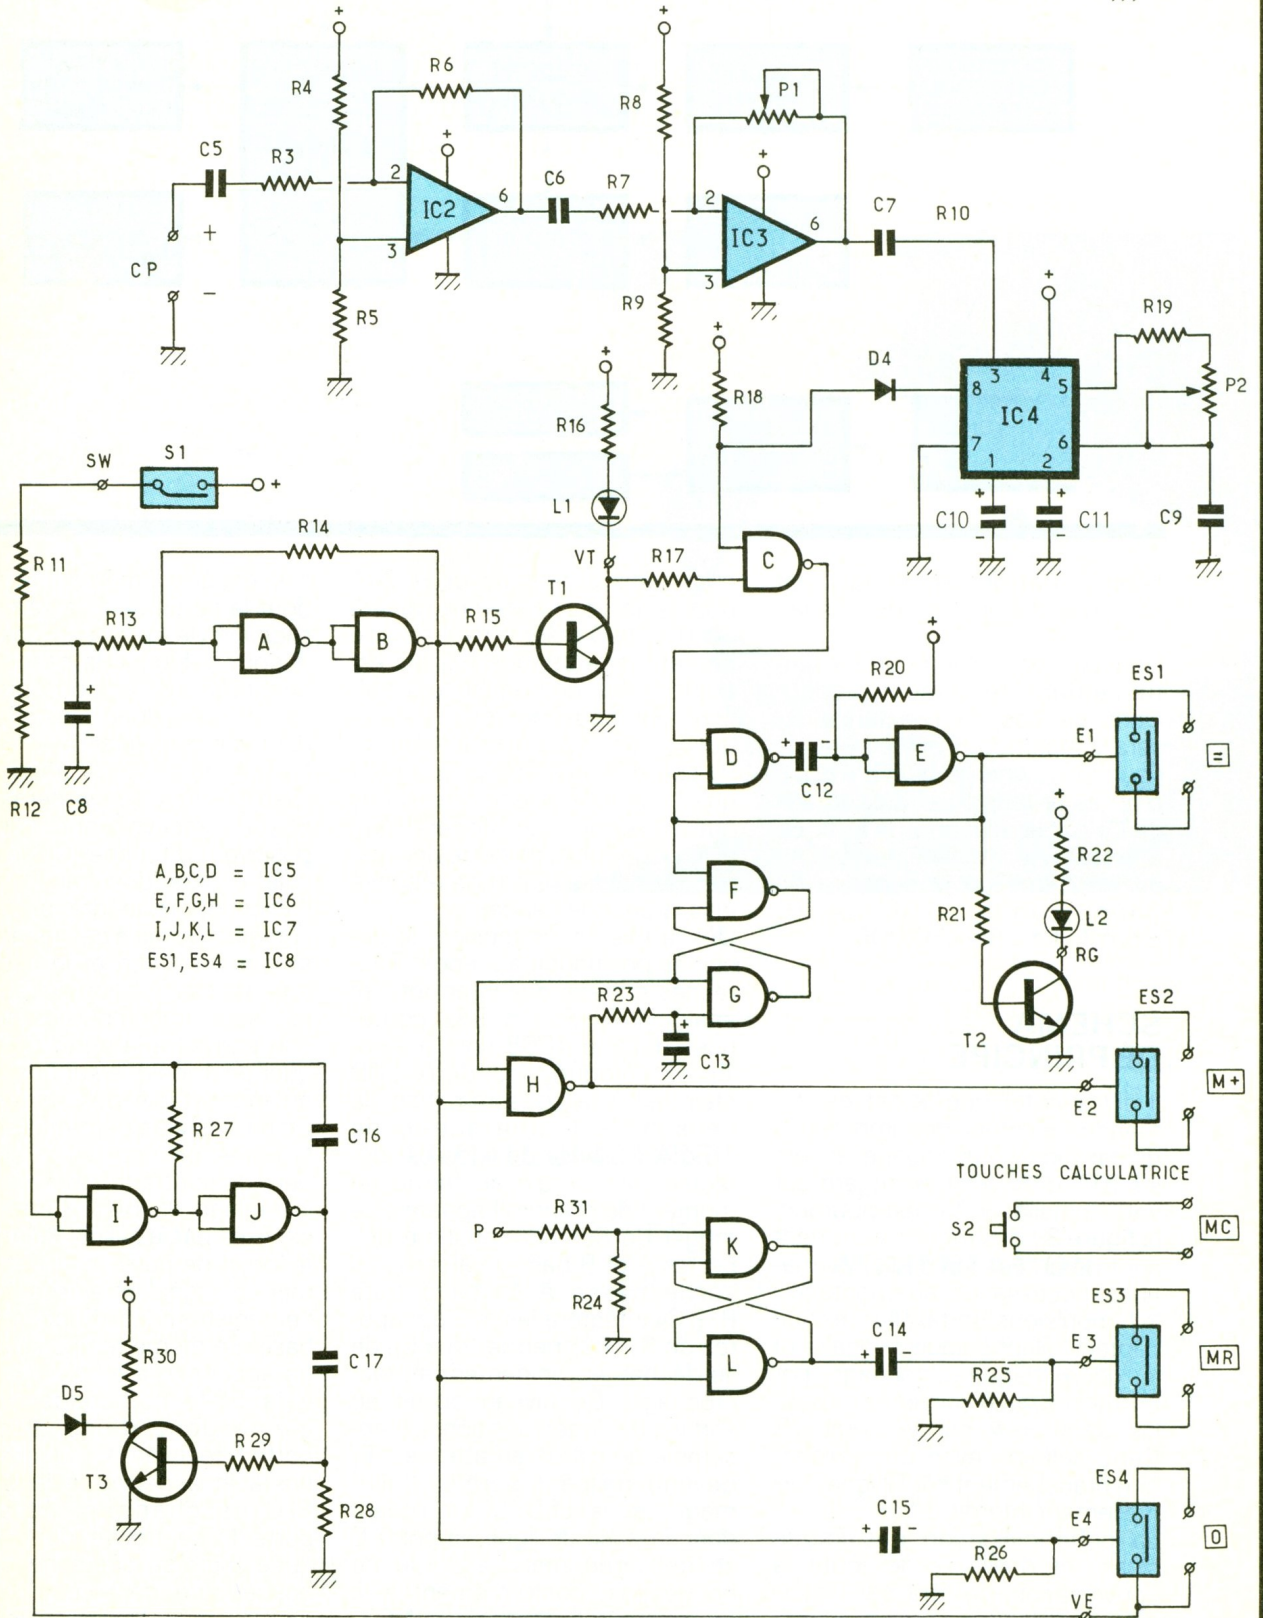 +
+
R4
R6
R8
P1
+
+
C5
R3
2
6
C6
R7
2
6
C7
R10
IC2
IC3
3
3
+
CP
-
R5
R9
+
+
R19
+
R16
R18
D4
3
4
5
8
IC4
P2
7
6
1
2
SW
S1
+
L1
+
C10
-
+
C11
-
C9
R14
R11
VT
R17
C
T1
R13
A
B
R15
+
R20
ES1
+
-
E1
+
-
D
E
=
C12
R12
C8
+
R22
A,B,C,D = IC5
E,F,G,H = IC6
I,J,K,L = IC7
ES1,ES4 = IC8
F
R21
L2
RG
R23
G
ES2
+
T2
C13
H
M+
E2
R27
C16
TOUCHES CALCULATRICE
I
J
P
R31
K
S2
MC
+
R24
ES3
R30
C17
C14
+
-
E3
L
R25
MR
D5
R29
T3
ES4
R28
C15
+
-
E4
R26
0
VE